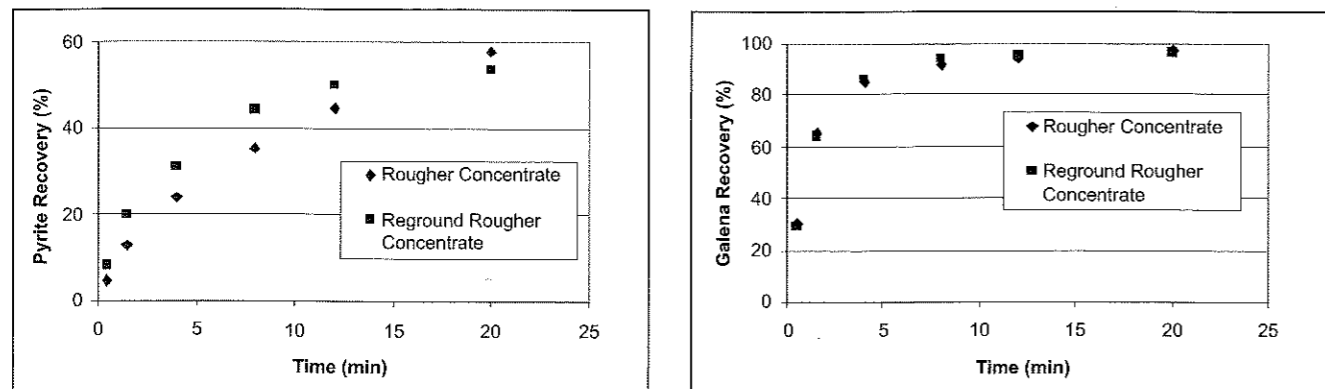 Pyrite Recovery (%)
60
40
20
0
0 5 10 15 20 25
Time (min)
Rougher Concentrate
Reground Rougher
Concentrate
Galena Recovery (%)
100
80
60
40
20
0
0 5 10 15 20 25
Time (min)
Rougher Concentrate
Reground Rougher
Concentrate